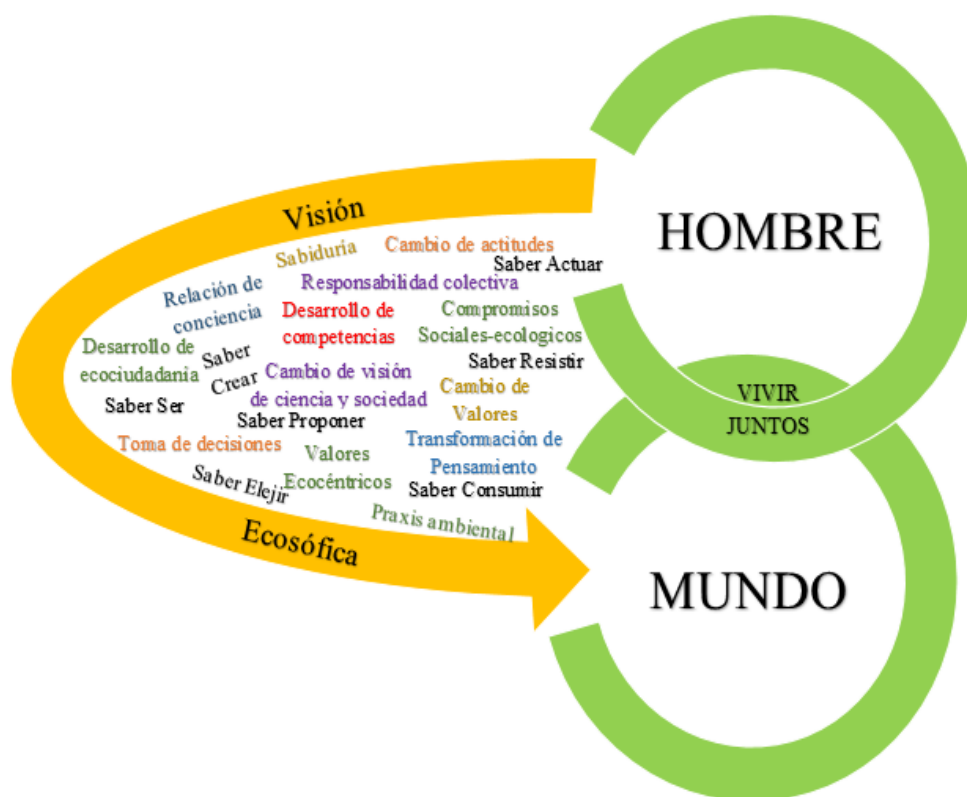 HOMBRE
Visión
Sabiduría
Cambio de actitudes
Saber Actuar
Relación de
conciencia
Responsabilidad colectiva
Desarrollo de
competencias
Compromisos
Sociales-ecologicos
Desarrollo de
ecociudadanía
Saber
Crear
Saber Resistir
Cambio de visión
de ciencia y sociedad
Cambio de
Valores
Saber Ser
Saber Proponer
VIVIR
JUNTOS
Toma de decisiones
Valores
Ecocéntricos
Transformación de
Pensamiento
Saber Elejir
Saber Consumir
Praxis ambiental
Ecosófica
MUNDO